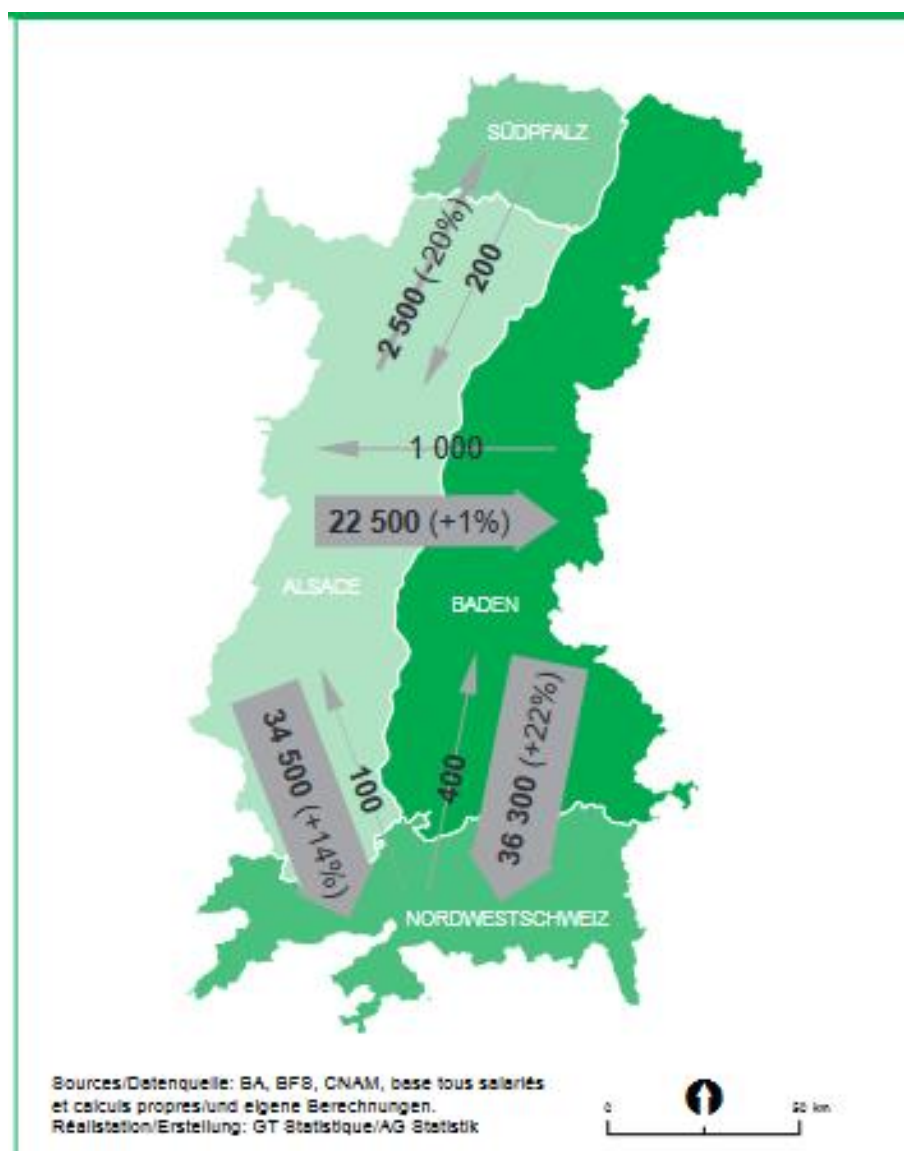 SÜDPFALZ
2 500 (-20%)
200
1 000
22 500 (+1%)
ALSACE
BADEN
34 500 (+14%)
100
400
36 300 (+22%)
NORDWESTSCHWEIZ
Sources/Datenquelle: BA, BFS, CNAM, base tous salariés
et calculs propres/und eigene Berechnungen.
Réalistation/Erstellung: GT Statistique/AG Statistik
0 50 km